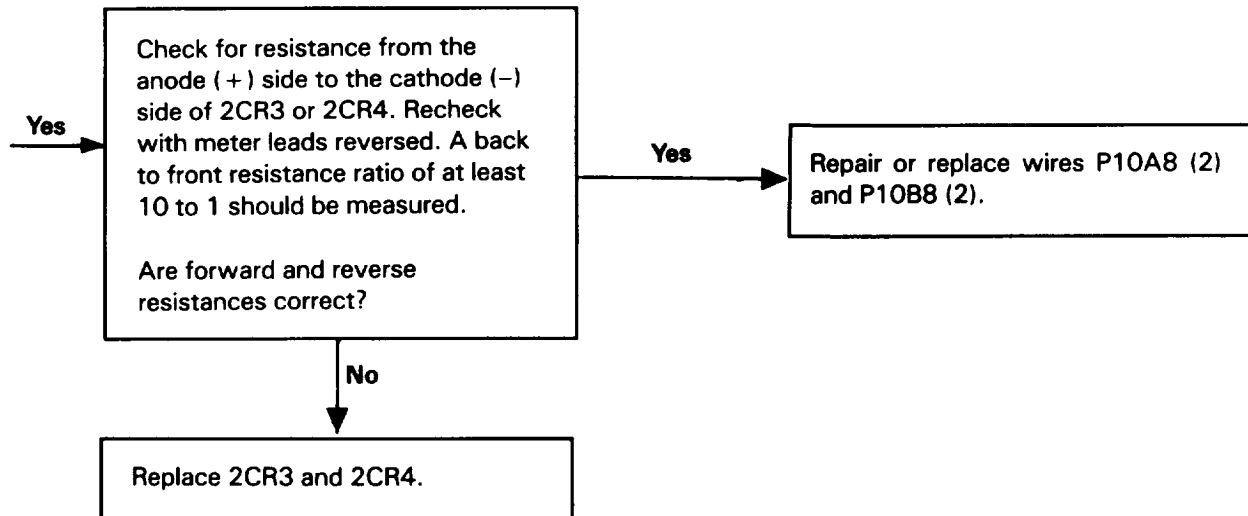 Check for resistance from the
anode (+) side to the cathode (-)
side of 2CR3 or 2CR4. Recheck
with meter leads reversed. A back
to front resistance ratio of at least
10 to 1 should be measured.
Are forward and reverse
resistances correct?
Yes
Yes
Repair or replace wires P10A8 (2)
and P10B8 (2).
No
Replace 2CR3 and 2CR4.